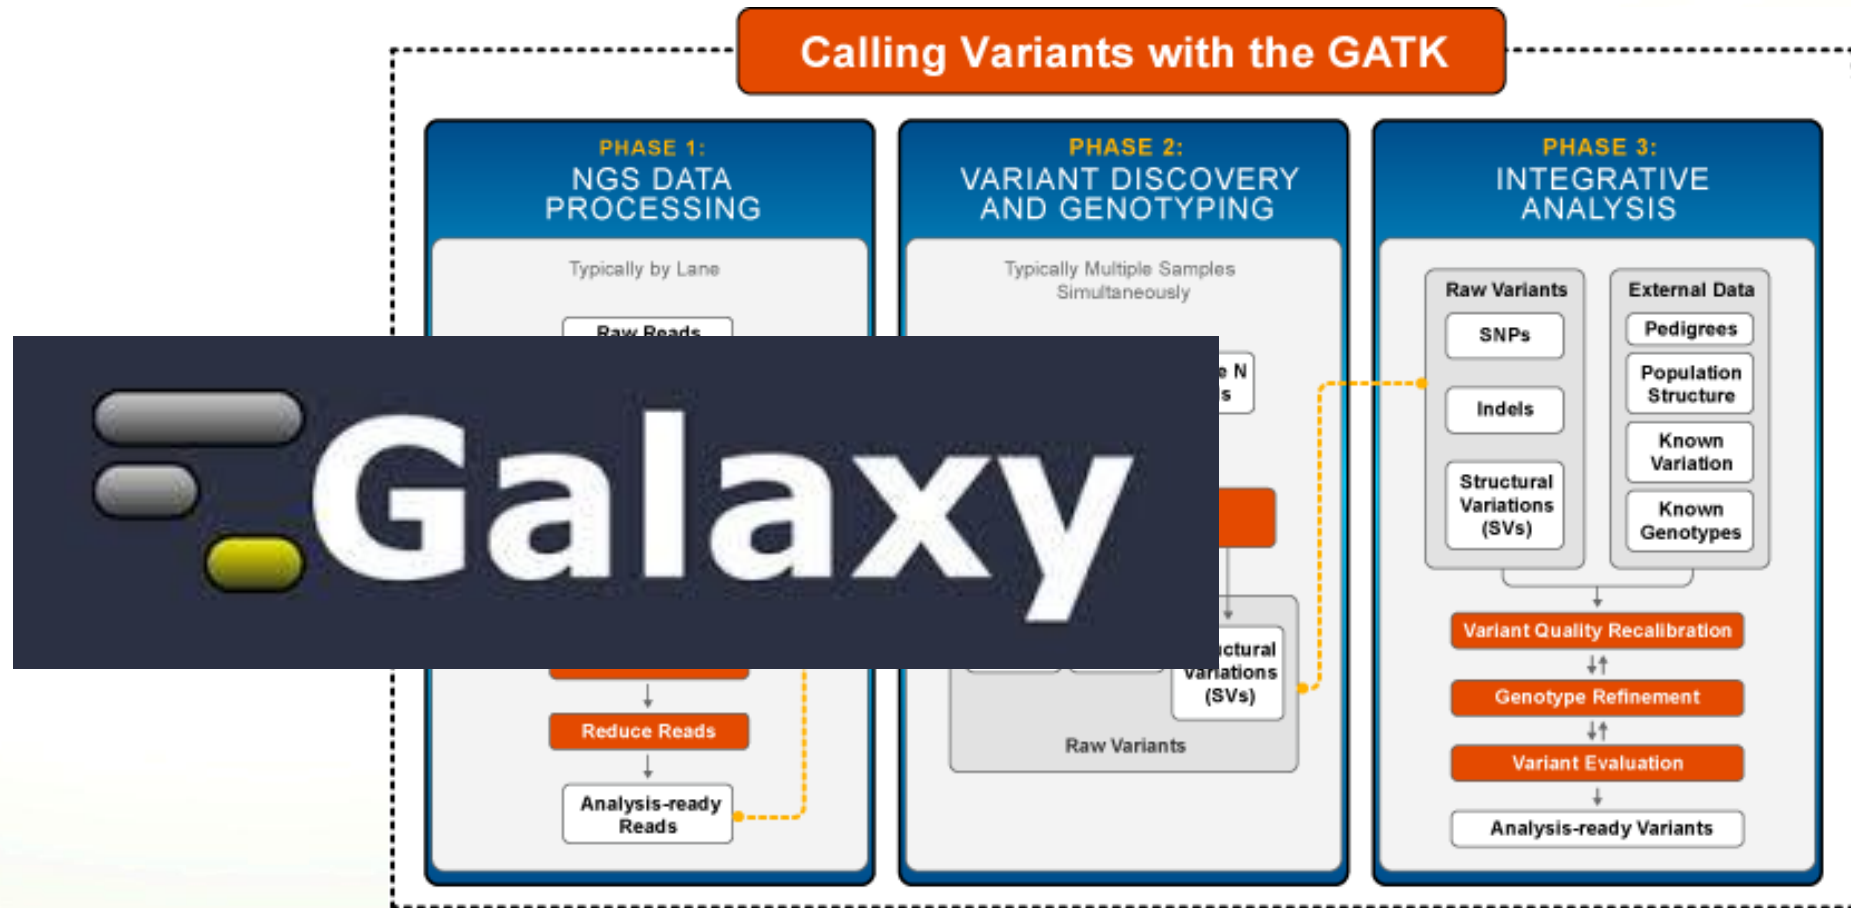 Calling Variants with the GATK
PHASE 1:
NGS DATA
PROCESSING
Typically by Lane
Raw Reads
Reduce Reads
Analysis-ready
Reads
Galaxy
PHASE 2:
VARIANT DISCOVERY
AND GENOTYPING
Typically Multiple Samples
Simultaneously
e N
s
ctural
Variations
(SVs)
Raw Variants
PHASE 3:
INTEGRATIVE
ANALYSIS
Raw Variants
SNPs
Indels
Structural
Variations
(SVs)
External Data
Pedigrees
Population
Structure
Known
Variation
Known
Genotypes
Variant Quality Recalibration
Genotype Refinement
Variant Evaluation
Analysis-ready Variants